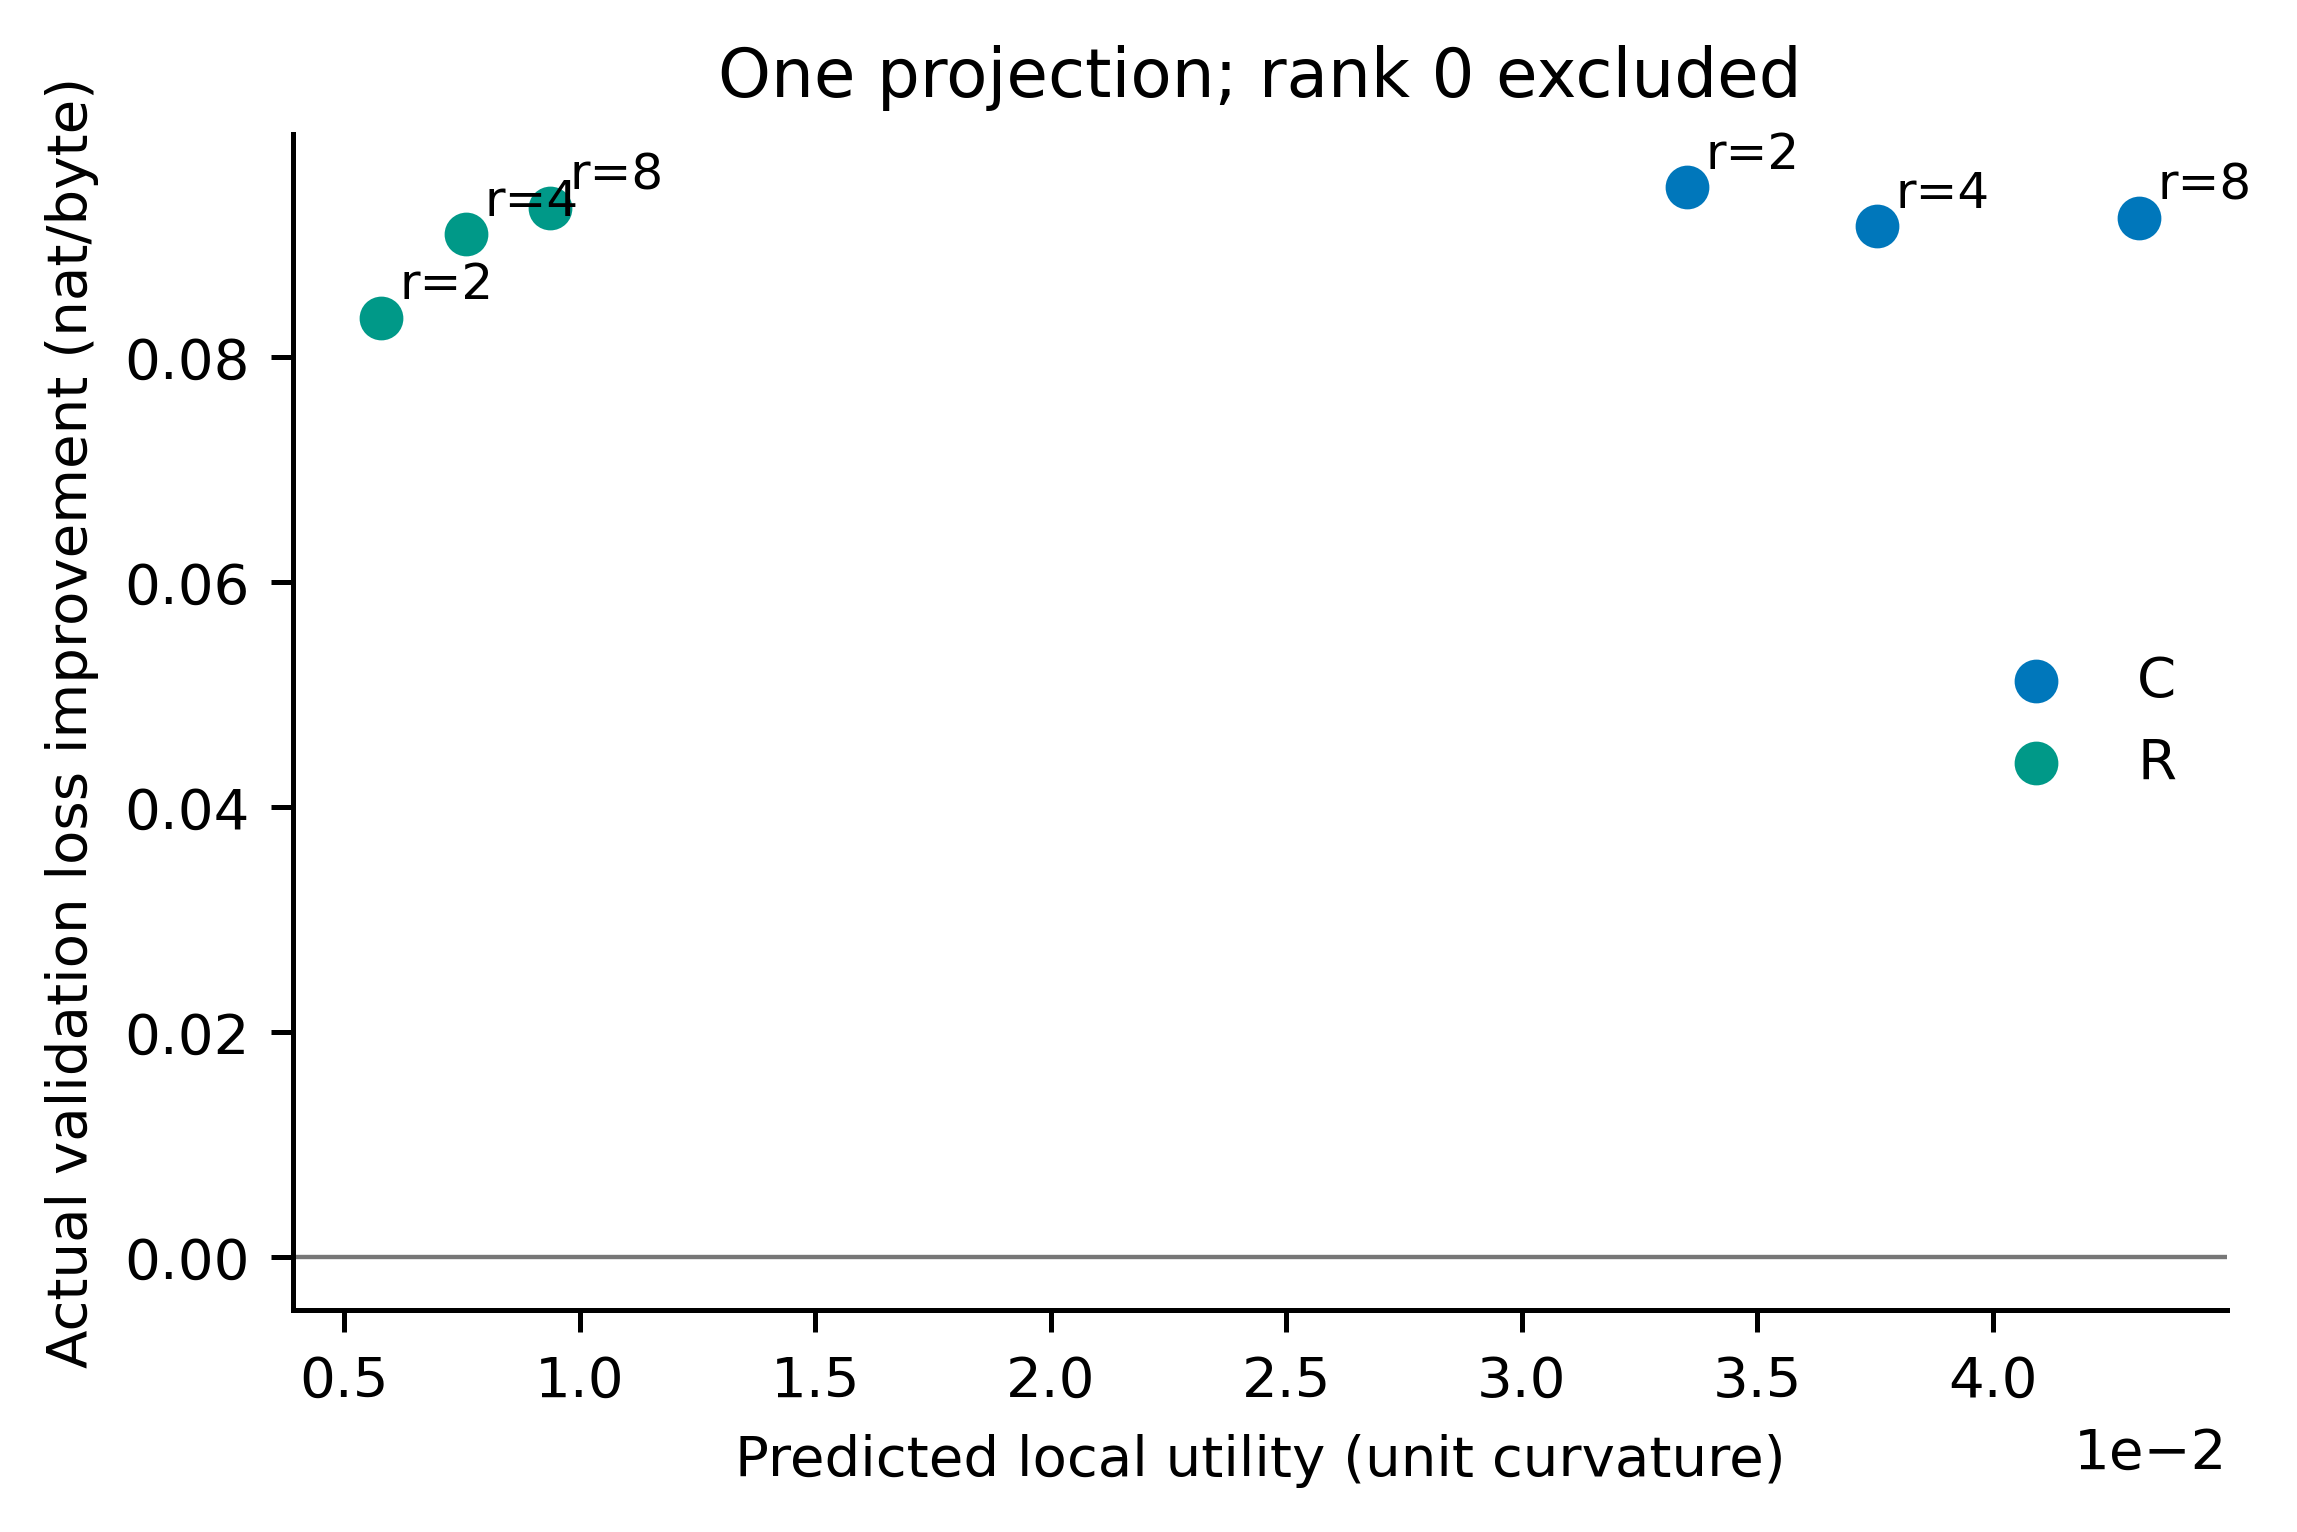 One projection; rank 0 excluded
Actual validation loss improvement (nat/byte)
0.08
0.06
0.04
0.02
0.00
r=2
r=4
r=8
r=2
r=4
r=8
C
R
0.5 1.0 1.5 2.0 2.5 3.0 3.5 4.0
1e−2
Predicted local utility (unit curvature)